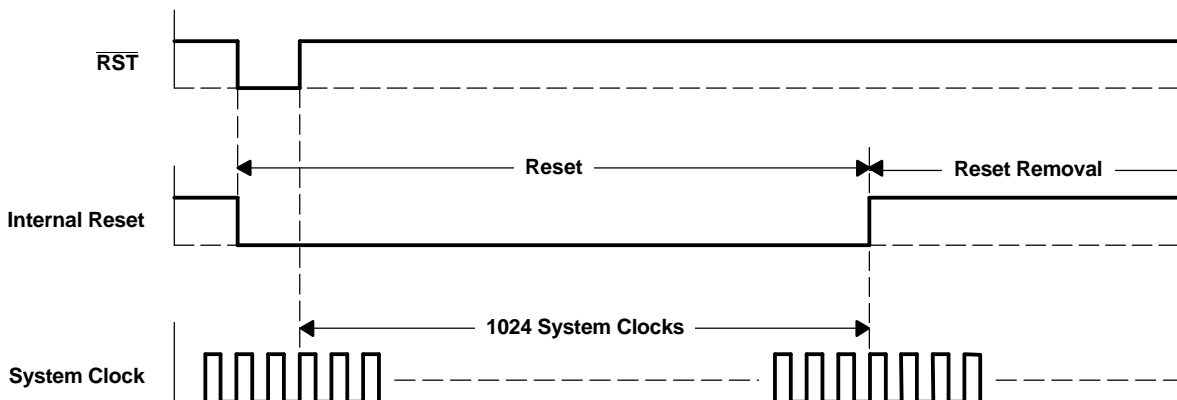 RST
Reset
Reset Removal
Internal Reset
1024 System Clocks
System Clock